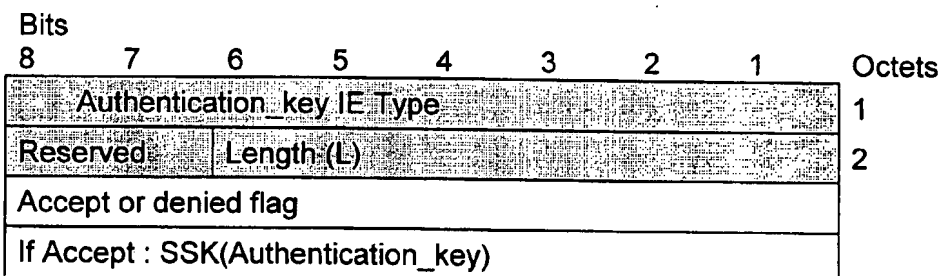 Bits
8 7 6 5 4 3 2 1 Octets
Authentication_key IE Type 1
Reserved Length (L) 2
Accept or denied flag
If Accept : SSK(Authentication_key)